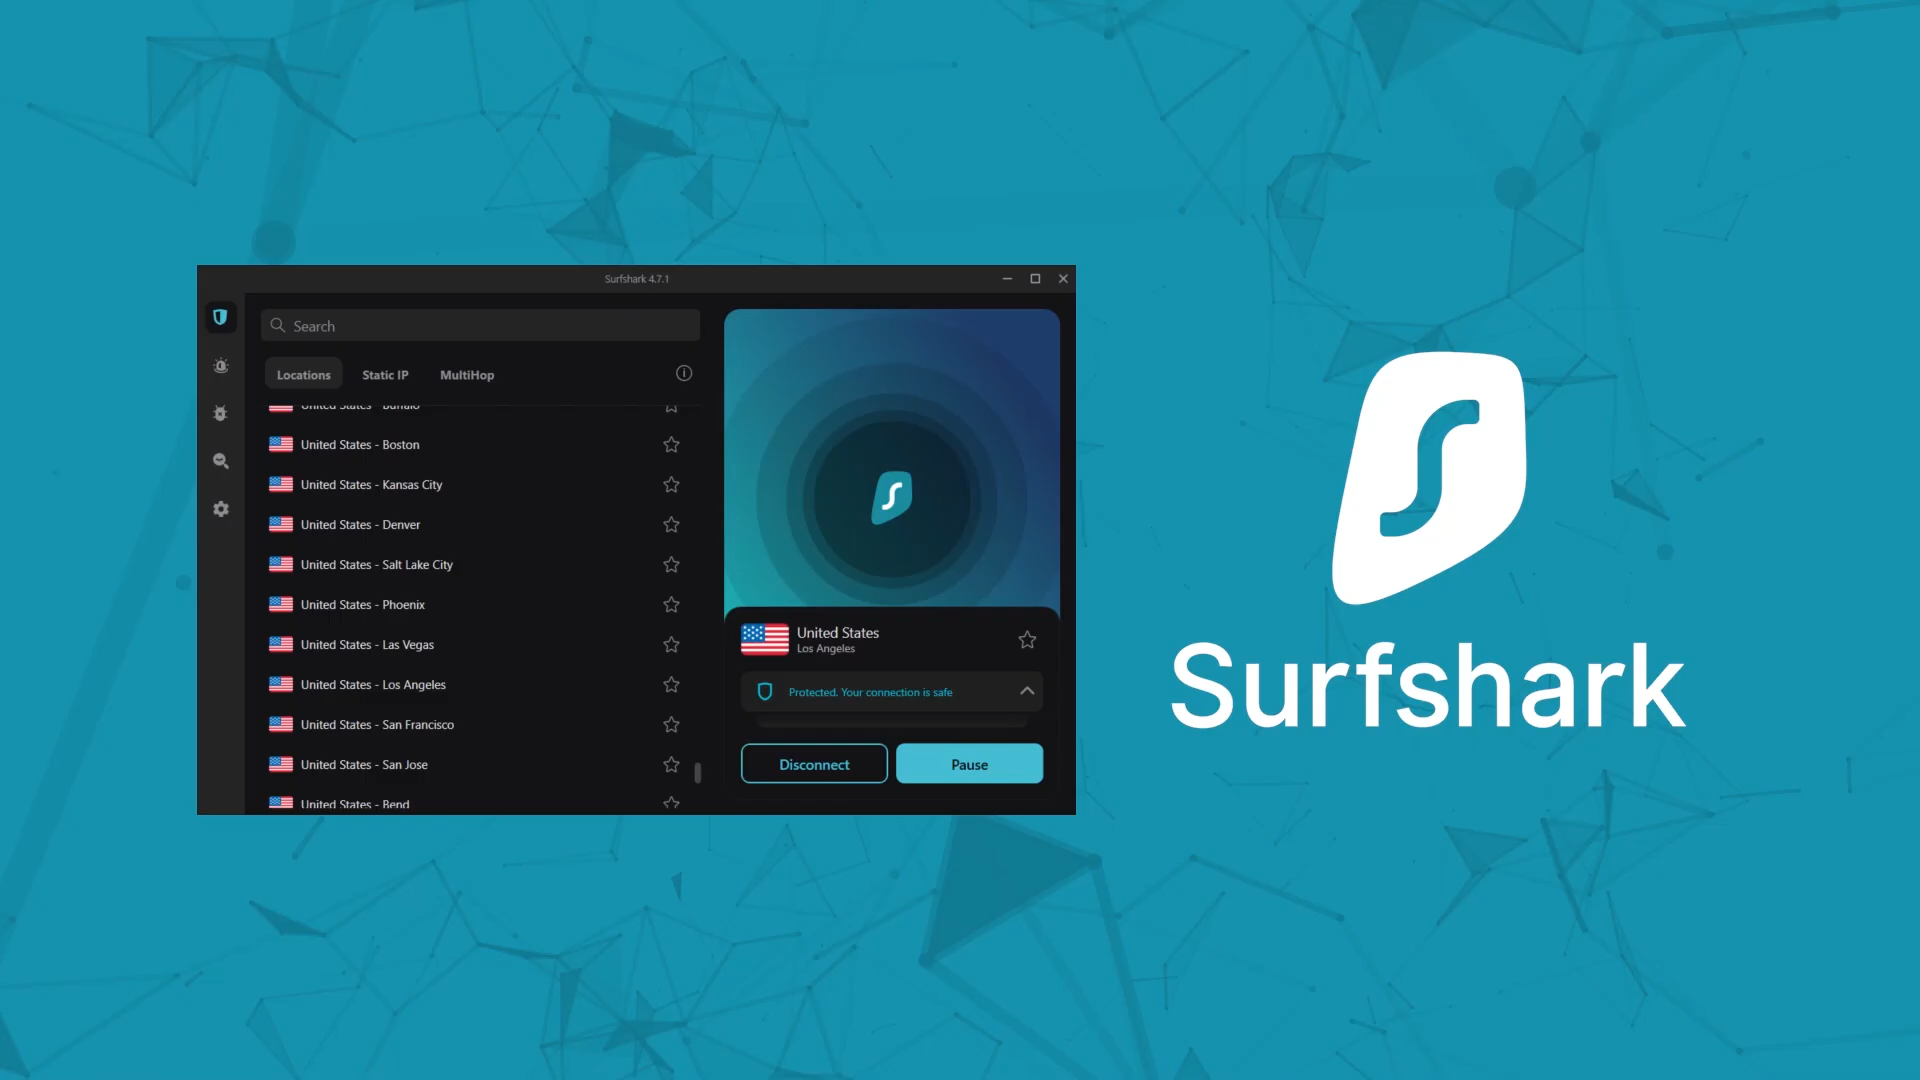 Surfshark 4.7.1
Search
Locations Static IP MultiHop
United States - Buffalo
United States - Boston
United States - Kansas City
United States - Denver
United States - Salt Lake City
United States - Phoenix
United States - Las Vegas
United States - Los Angeles
United States - San Francisco
United States - San Jose
United States - Bend
United States
Los Angeles
Protected. Your connection is safe
Disconnect Pause
Surfshark